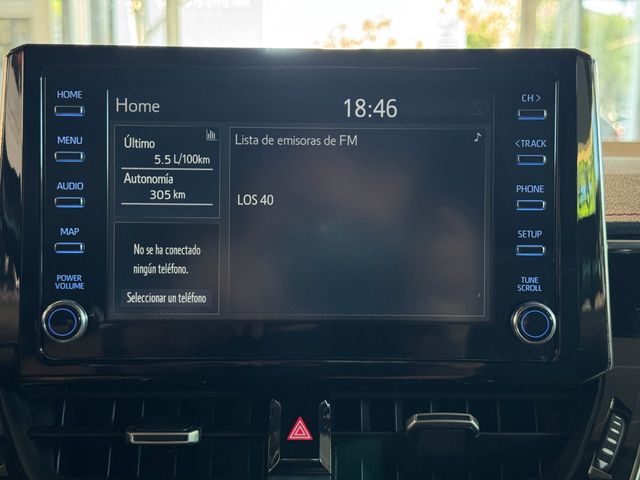 HOME
MENU
AUDIO
MAP
POWER
VOLUME
Home
18:46
Último
5.5 L/100km
Autonomía
305 km
No se ha conectado
ningún teléfono.
Seleccionar un teléfono
Lista de emisoras de FM
LOS 40
CH >
< TRACK
PHONE
SETUP
TUNE
SCROLL